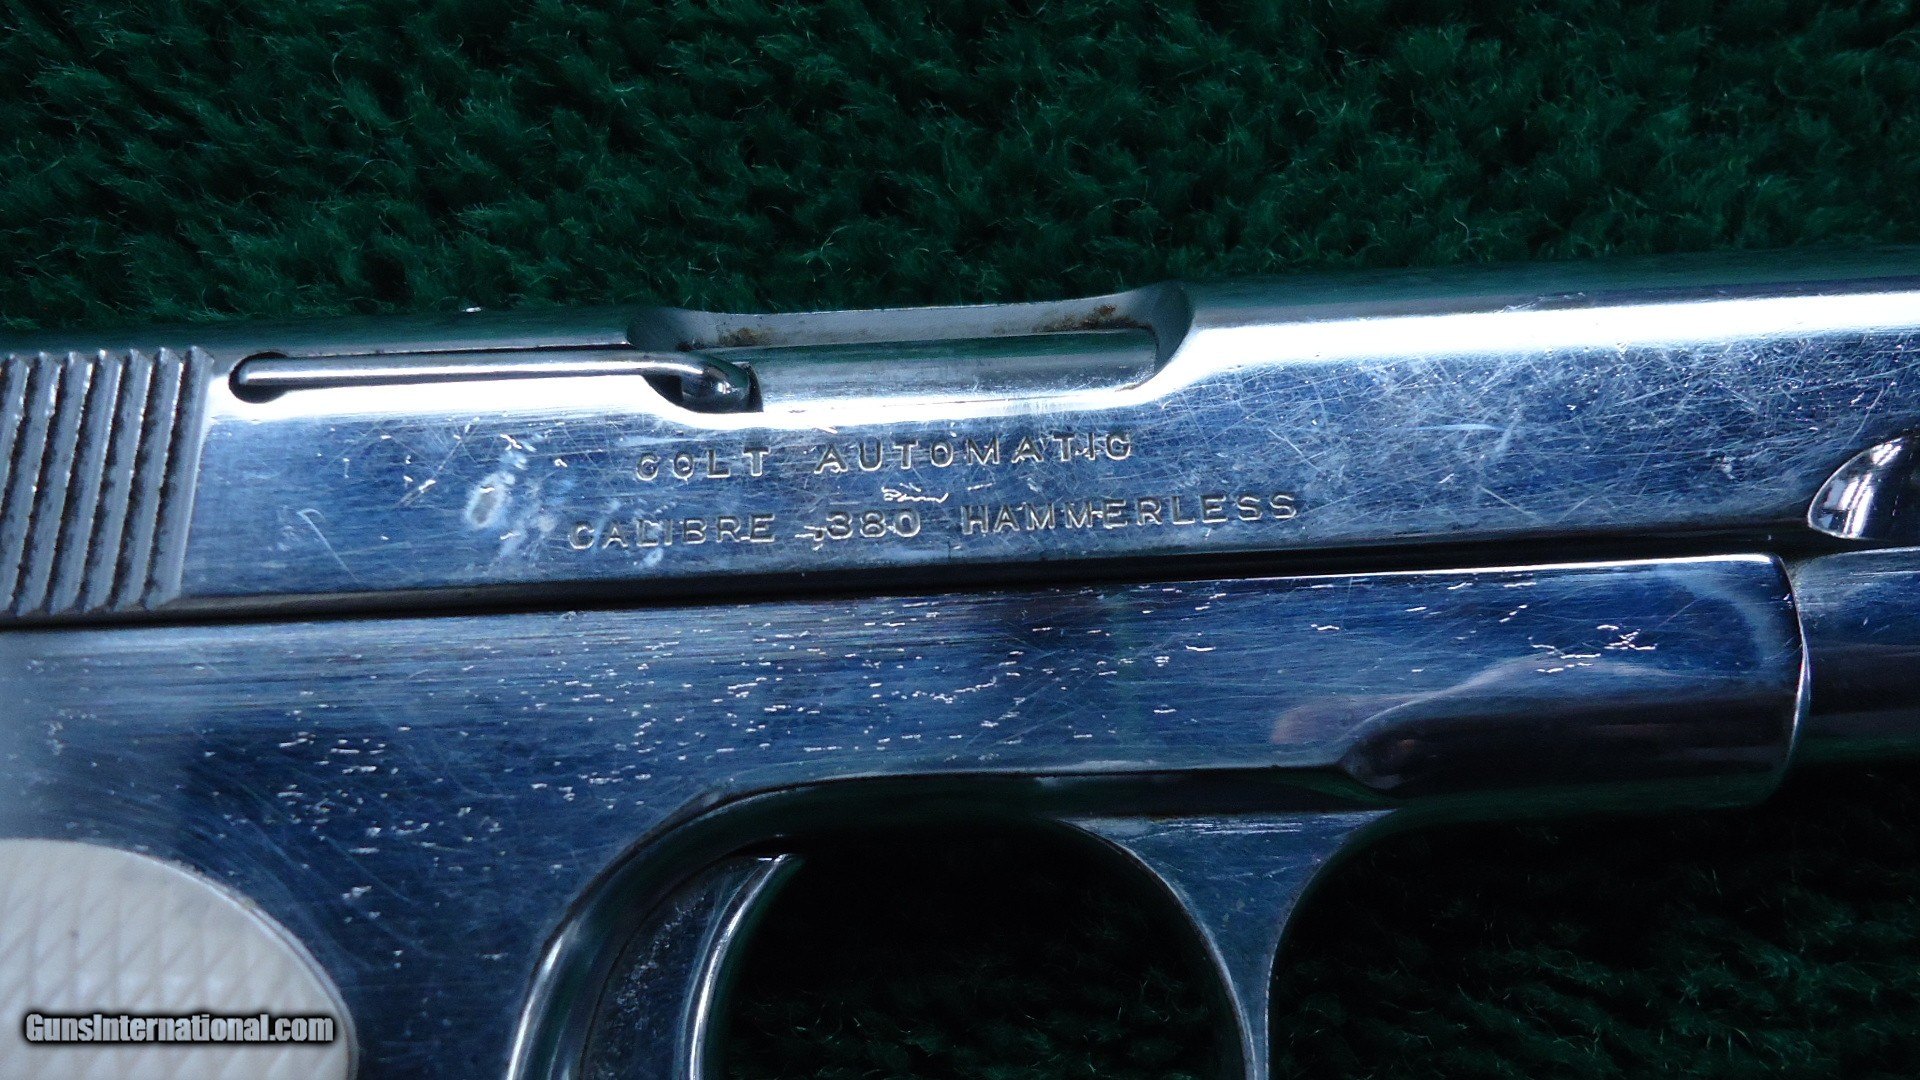 COLT AUTOMATIC
CALIBRE .380 HAMMERLESS
GunsInternational.com